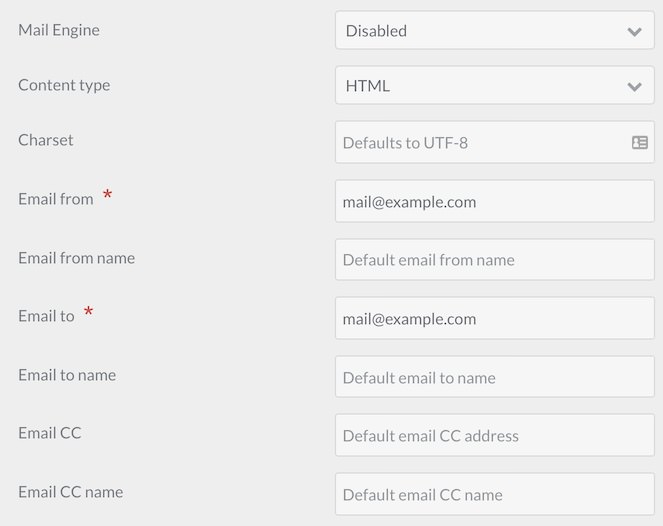 Mail Engine Disabled
Content type HTML
Charset Defaults to UTF-8
Email from * mail@example.com
Email from name Default email from name
Email to * mail@example.com
Email to name Default email to name
Email CC Default email CC address
Email CC name Default email CC name